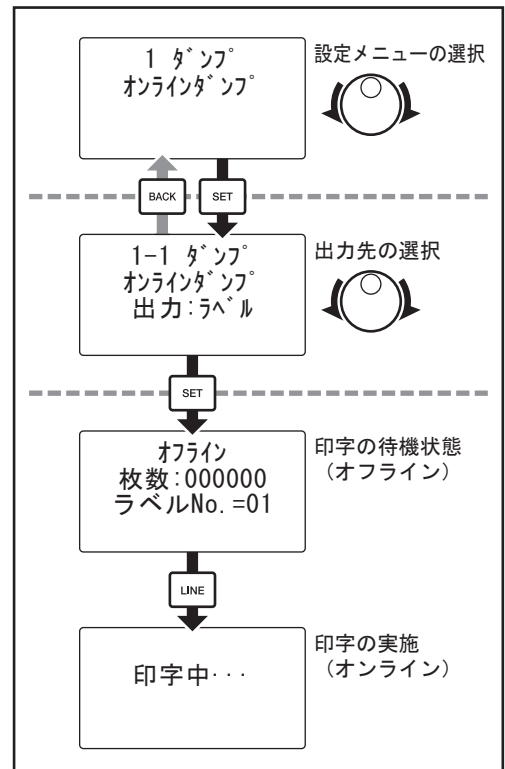 1 ﾀﾞﾝﾌﾟ
ｵﾝﾗｲﾝﾀﾞﾝﾌﾟ
設定メニューの選択
BACK
SET
1-1 ﾀﾞﾝﾌﾟ
ｵﾝﾗｲﾝﾀﾞﾝﾌﾟ
出力:ﾗﾍﾞﾙ
出力先の選択
SET
ｵﾌﾗｲﾝ
枚数:000000
ラベルNo.=01
印字の待機状態
(オフライン)
LINE
印字中･･･
印字の実施
(オンライン)